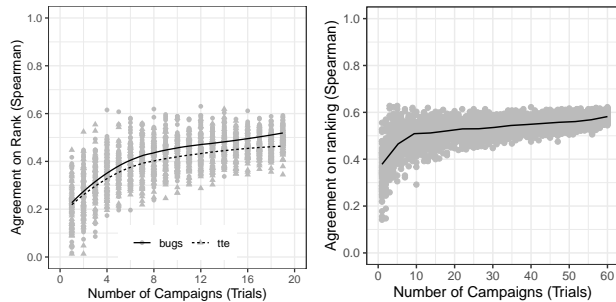 Agreement on Rank (Spearman)
1.0
0.8
0.6
0.4
0.2
0.0
bugs tte
0 4 8 12 16 20
Number of Campaigns (Trials)
Agreement on ranking (Spearman)
1.0
0.8
0.6
0.4
0.2
0.0
0 10 20 30 40 50 60
Number of Campaigns (Trials)